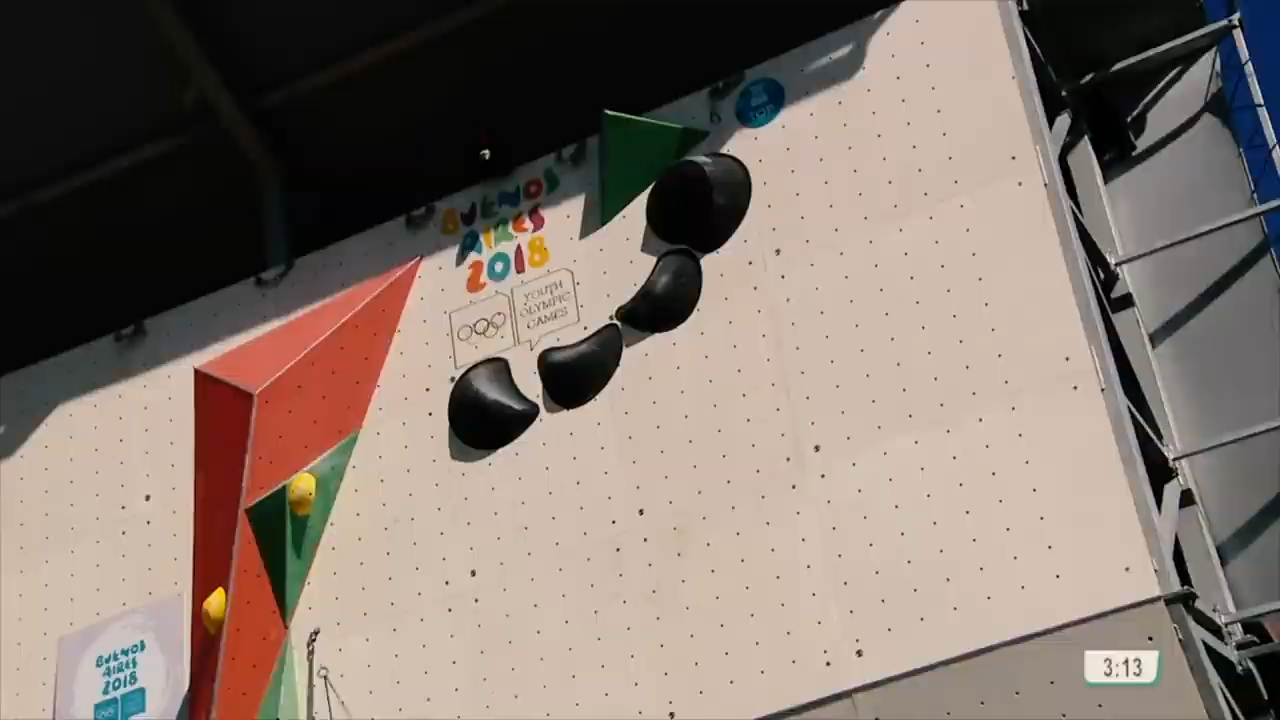 BUENOS
AIRES
2018
YOUTH
OLYMPIC
GAMES
BUENOS
AIRES
2018
3:13